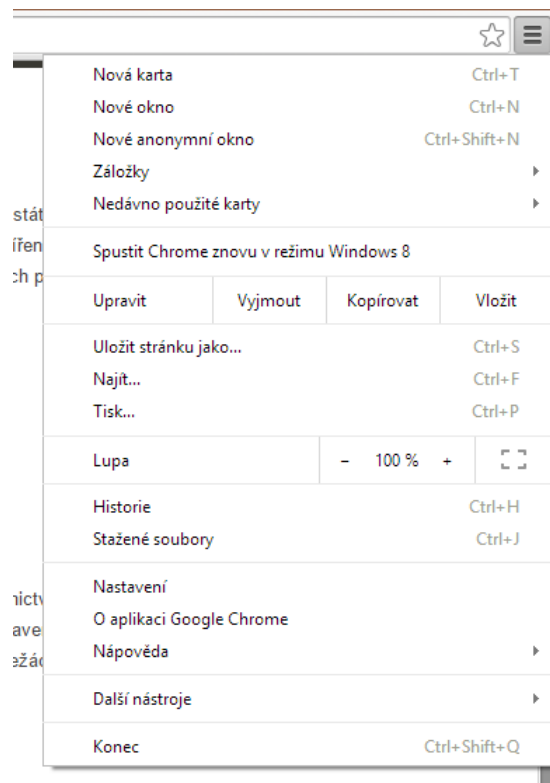 Nová karta Ctrl+T
Nové okno Ctrl+N
Nové anonymní okno Ctrl+Shift+N
Záložky
Nedávno použité karty
Spustit Chrome znovu v režimu Windows 8
Upravit Vyjmout Kopírovat Vložit
Uložit stránku jako... Ctrl+S
Najít... Ctrl+F
Tisk... Ctrl+P
Lupa - 100 % +
Historie Ctrl+H
Stažené soubory Ctrl+J
Nastavení
O aplikaci Google Chrome
Nápověda
Další nástroje
Konec Ctrl+Shift+Q